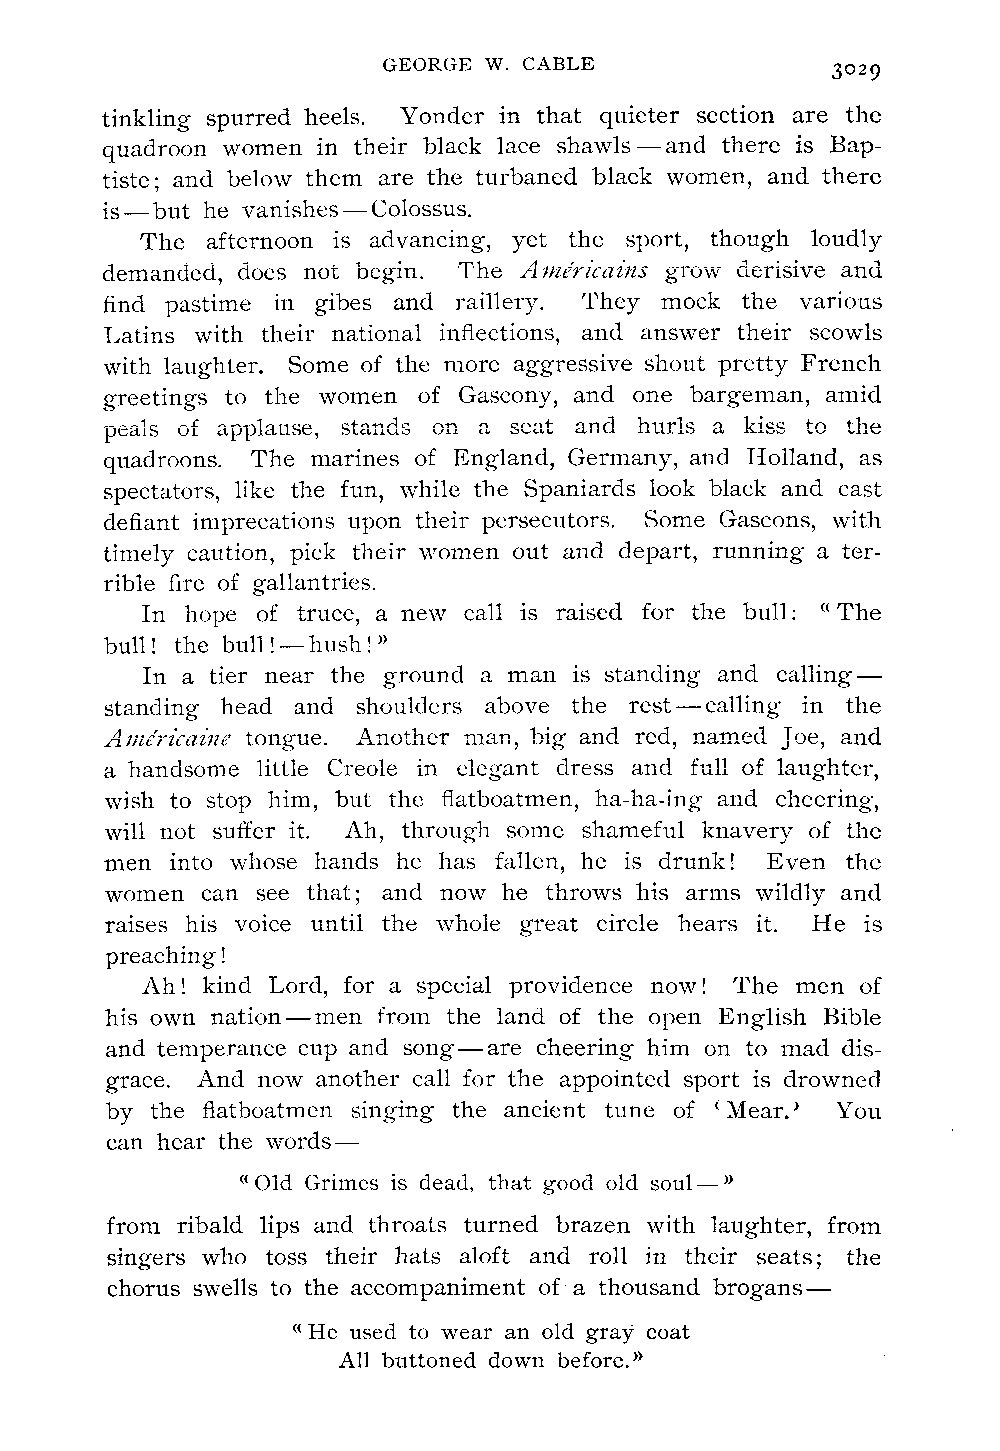 GEORGE W. CABLE 3029
tinkling spurred heels. Yonder in that quieter section are the
quadroon women in their black lace shawls—and there is Bap-
tiste; and below them are the turbaned black women, and there
is—but he vanishes—Colossus.
The afternoon is advancing, yet the sport, though loudly
demanded, does not begin. The Américains grow derisive and
find pastime in gibes and raillery. They mock the various
Latins with their national inflections, and answer their scowls
with laughter. Some of the more aggressive shout pretty French
greetings to the women of Gascony, and one bargeman, amid
peals of applause, stands on a seat and hurls a kiss to the
quadroons. The marines of England, Germany, and Holland, as
spectators, like the fun, while the Spaniards look black and cast
defiant imprecations upon their persecutors. Some Gascons, with
timely caution, pick their women out and depart, running a ter-
rible fire of gallantries.
In hope of truce, a new call is raised for the bull: "The
bull! the bull!—hush!"
In a tier near the ground a man is standing and calling—
standing head and shoulders above the rest—calling in the
Américaine tongue. Another man, big and red, named Joe, and
a handsome little Creole in elegant dress and full of laughter,
wish to stop him, but the flatboatmen, ha-ha-ing and cheering,
will not suffer it. Ah, through some shameful knavery of the
men into whose hands he has fallen, he is drunk! Even the
women can see that; and now he throws his arms wildly and
raises his voice until the whole great circle hears it. He is
preaching!
Ah! kind Lord, for a special providence now! The men of
his own nation—men from the land of the open English Bible
and temperance cup and song—are cheering him on to mad dis-
grace. And now another call for the appointed sport is drowned
by the flatboatmen singing the ancient tune of 'Mear.' You
can hear the words—
"Old Grimes is dead, that good old soul—"
from ribald lips and throats turned brazen with laughter, from
singers who toss their hats aloft and roll in their seats; the
chorus swells to the accompaniment of a thousand brogans—
"He used to wear an old gray coat
All buttoned down before."